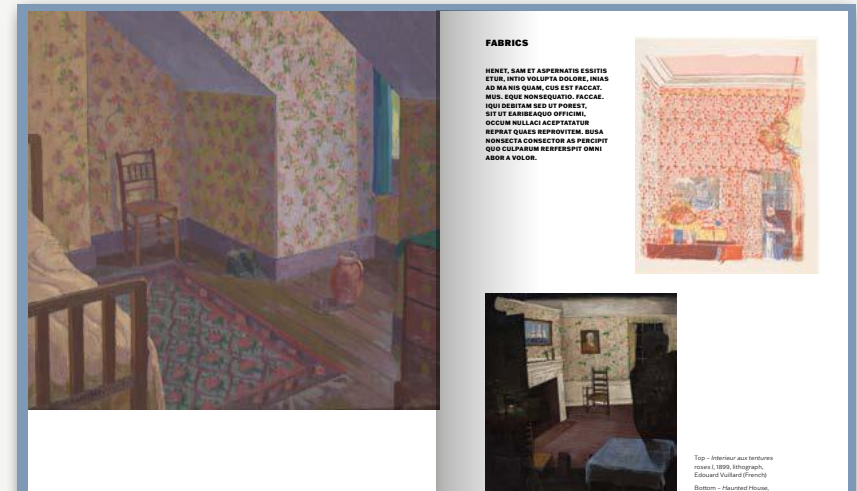 FABRICS
HENET, SAM ET ASPERNATIS ESSITIS
ETUR, INTIO VOLUPTA DOLORE, INIAS
AD MA NIS QUAM, CUS EST FACCAT.
MUS. EQUE NONSEQUATIO. FACCAE.
IQUI DEBITAM SED UT POREST,
SIT UT EARIBEAQUO OFFICIMI,
OCCUM NULLACI ACEPTATATUR
REPRAT QUAES REPROVITEM. BUSA
NONSECTA CONSECTOR AS PERCIPIT
QUO CULPARUM RERFERSPIT OMNI
ABOR A VOLOR.
Top – Interieur aux tentures
roses I, 1899, lithograph,
Edouard Vuillard (French)
Bottom – Haunted House,